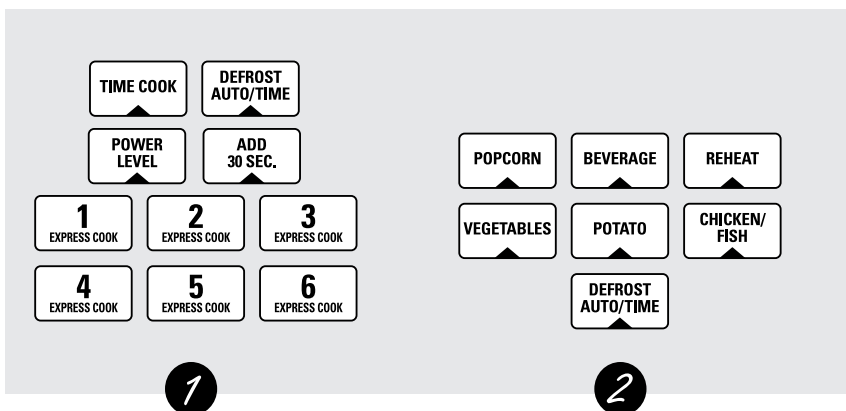 TIME COOK
DEFROST
AUTO/TIME
POWER
LEVEL
ADD
30 SEC.
1
EXPRESS COOK
2
EXPRESS COOK
3
EXPRESS COOK
4
EXPRESS COOK
5
EXPRESS COOK
6
EXPRESS COOK
1
POPCORN
BEVERAGE
REHEAT
VEGETABLES
POTATO
CHICKEN/
FISH
DEFROST
AUTO/TIME
2